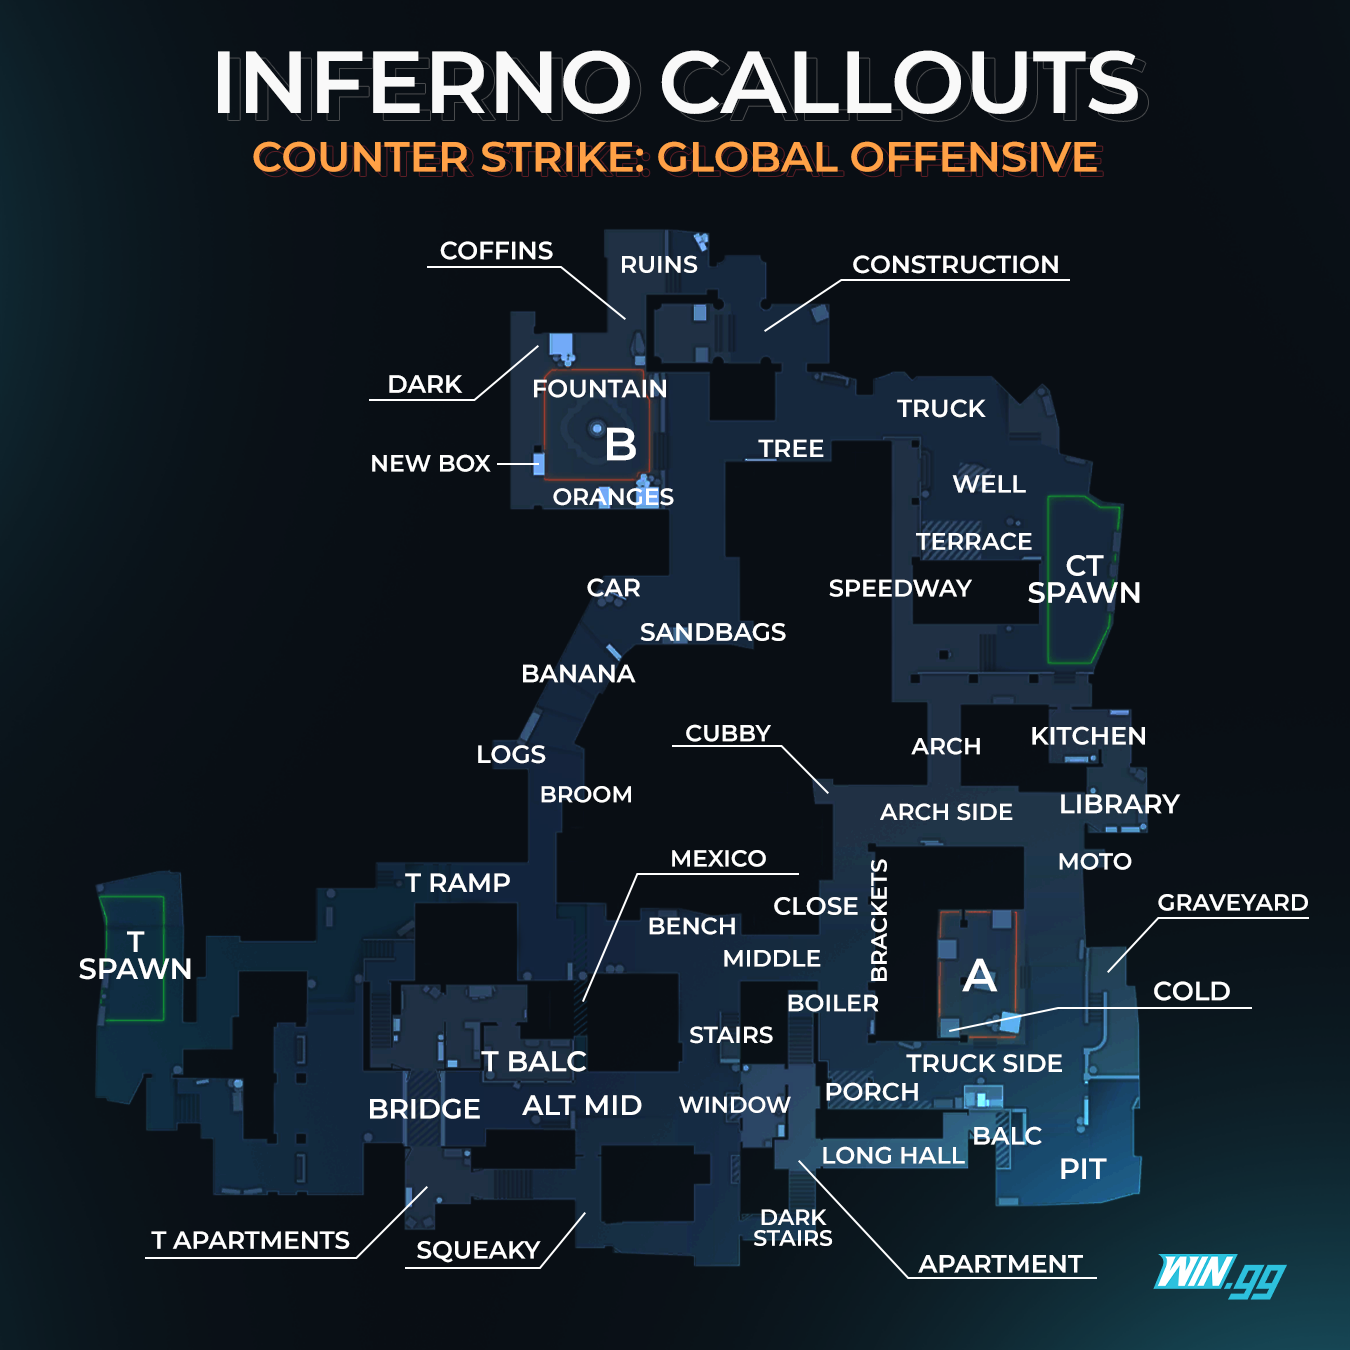 INFERNO CALLOUTS
COUNTER STRIKE: GLOBAL OFFENSIVE
COFFINS
RUINS
CONSTRUCTION
DARK
FOUNTAIN
TRUCK
B
TREE
NEW BOX
WELL
ORANGES
TERRACE
CT
SPAWN
CAR
SPEEDWAY
SANDBAGS
BANANA
CUBBY
ARCH
KITCHEN
LOGS
BROOM
ARCH SIDE
LIBRARY
MEXICO
MOTO
T RAMP
CLOSE
BRACKETS
GRAVEYARD
BENCH
T
SPAWN
MIDDLE
A
COLD
BOILER
STAIRS
T BALC
TRUCK SIDE
BRIDGE
ALT MID
WINDOW
PORCH
BALC
LONG HALL
PIT
DARK
STAIRS
T APARTMENTS
SQUEAKY
APARTMENT
WIN.gg